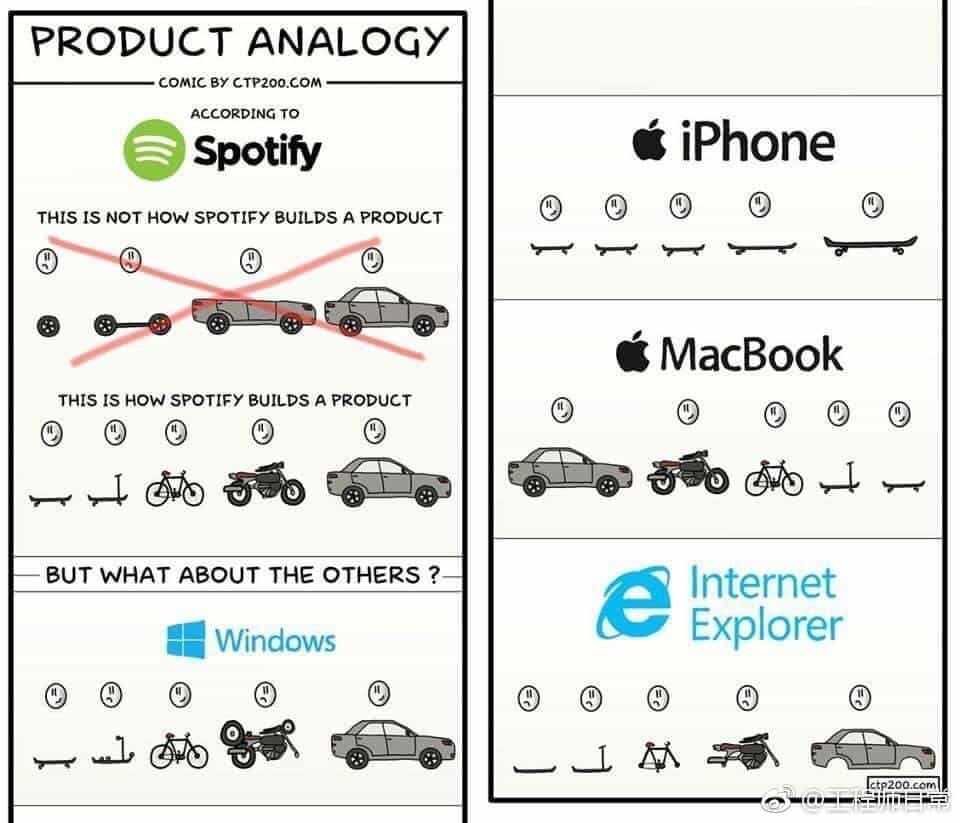 PRODUCT ANALOGY
COMIC BY CTP200.COM
ACCORDING TO
Spotify
THIS IS NOT HOW SPOTIFY BUILDS A PRODUCT
THIS IS HOW SPOTIFY BUILDS A PRODUCT
BUT WHAT ABOUT THE OTHERS ?
Windows
iPhone
MacBook
Internet
Explorer
ctp200.com
@工程师日常